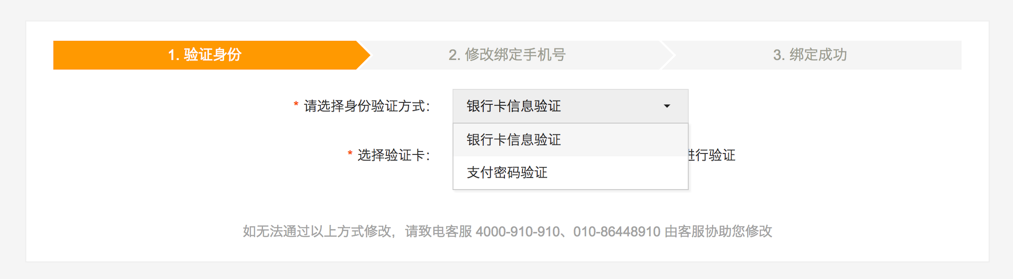 1. 验证身份 2. 修改绑定手机号 3. 绑定成功
* 请选择身份验证方式： 银行卡信息验证
银行卡信息验证
* 选择验证卡： 进行验证
支付密码验证
如无法通过以上方式修改，请致电客服 4000-910-910、010-86448910 由客服协助您修改